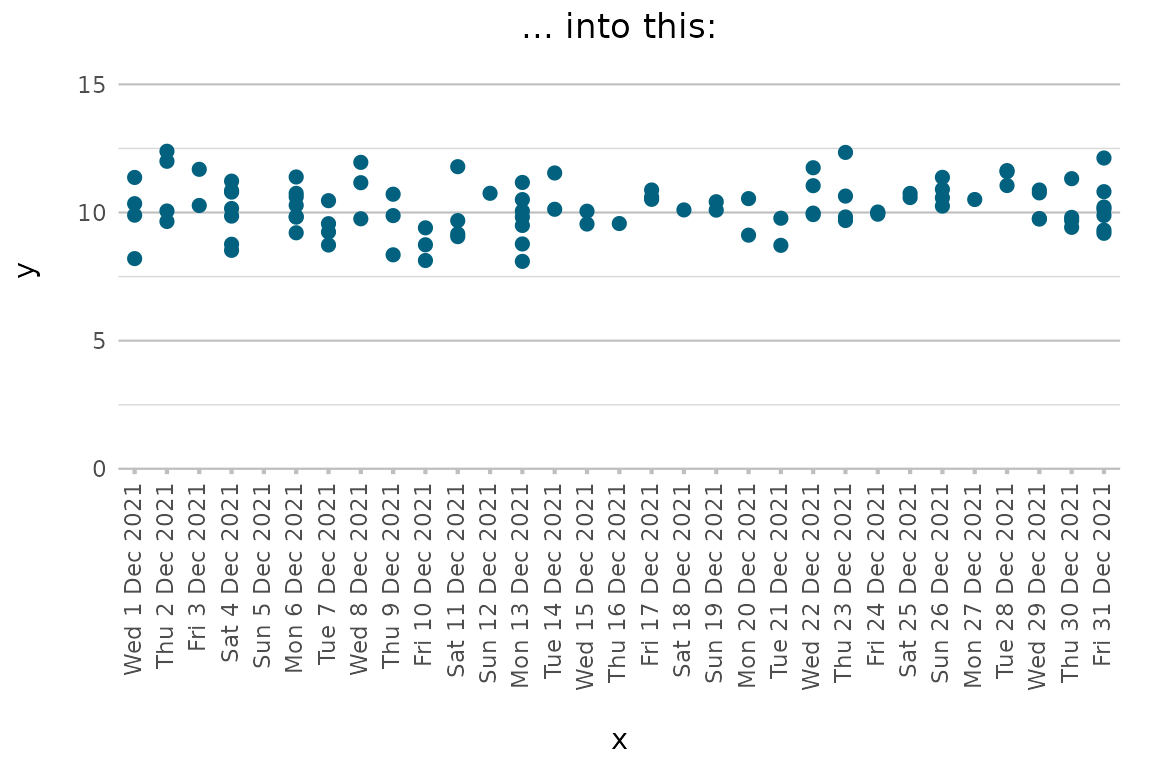 ... into this:
15
10
5
0
y
Wed 1 Dec 2021
Thu 2 Dec 2021
Fri 3 Dec 2021
Sat 4 Dec 2021
Sun 5 Dec 2021
Mon 6 Dec 2021
Tue 7 Dec 2021
Wed 8 Dec 2021
Thu 9 Dec 2021
Fri 10 Dec 2021
Sat 11 Dec 2021
Sun 12 Dec 2021
Mon 13 Dec 2021
Tue 14 Dec 2021
Wed 15 Dec 2021
Thu 16 Dec 2021
Fri 17 Dec 2021
Sat 18 Dec 2021
Sun 19 Dec 2021
Mon 20 Dec 2021
Tue 21 Dec 2021
Wed 22 Dec 2021
Thu 23 Dec 2021
Fri 24 Dec 2021
Sat 25 Dec 2021
Sun 26 Dec 2021
Mon 27 Dec 2021
Tue 28 Dec 2021
Wed 29 Dec 2021
Thu 30 Dec 2021
Fri 31 Dec 2021
x